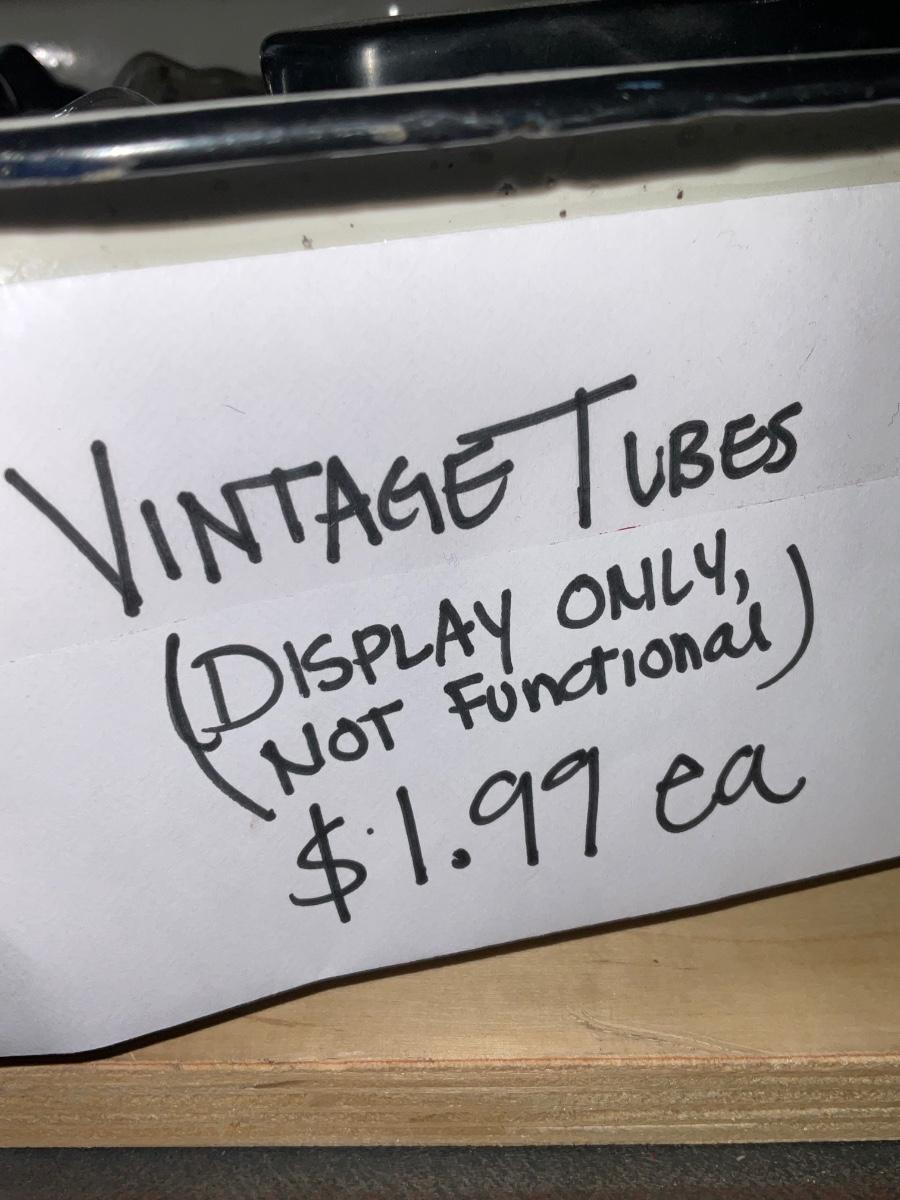 VINTAGE TUBES
(DISPLAY ONLY,
NOT Functional)
$1.99 ea